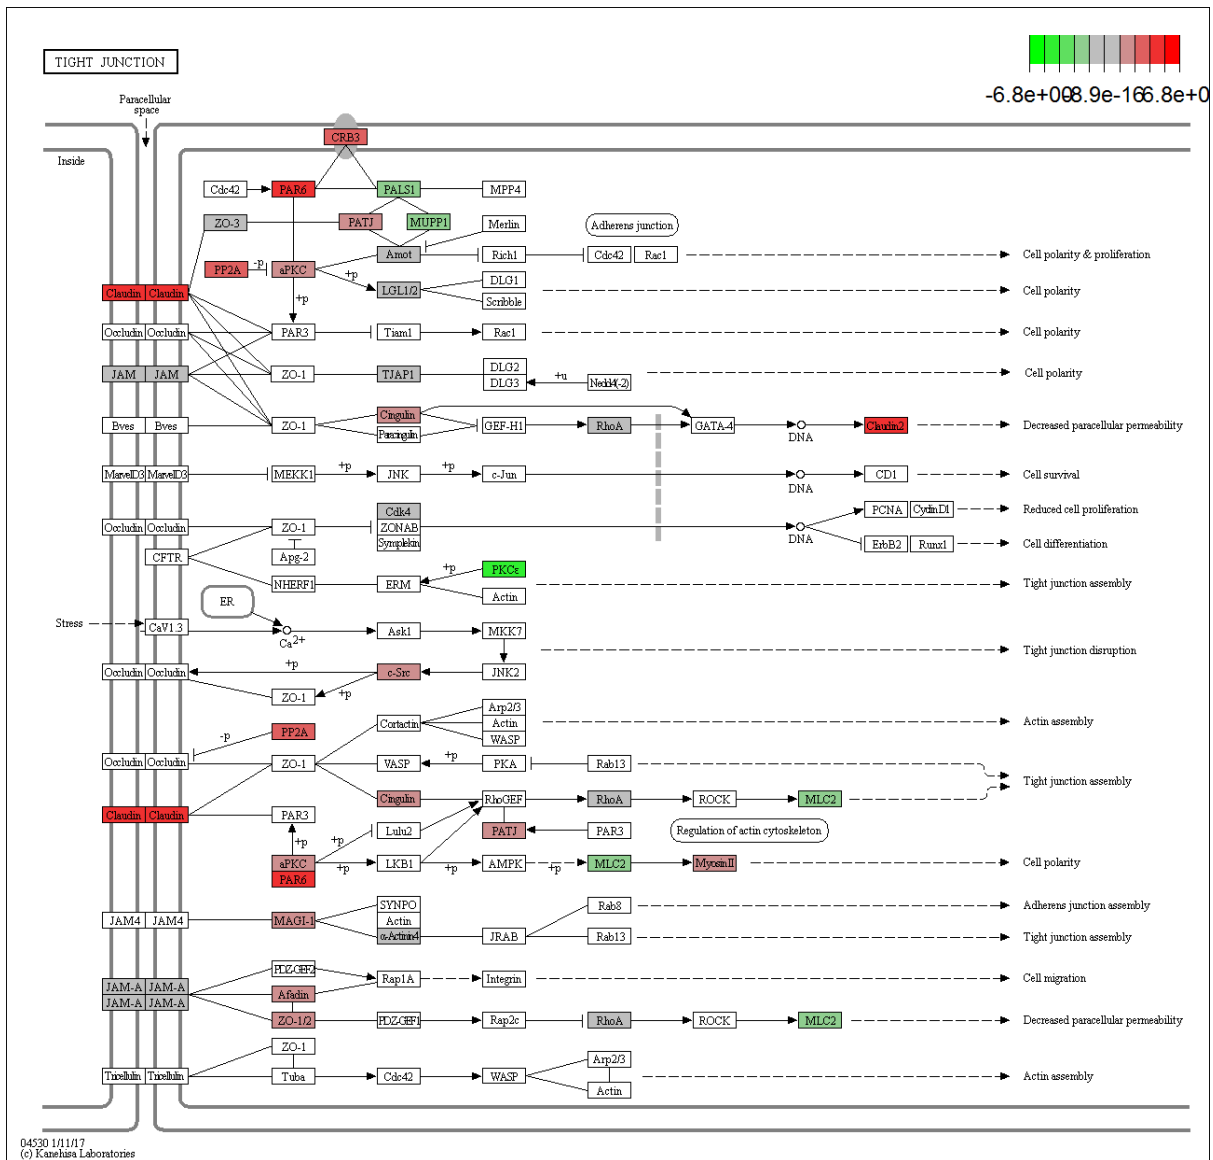 TIGHT JUNCTION
-6.8e+00 -8.9e-16 6.8e+0
Paracellular
space
Inside
CRB3
Cdc42 PAR6 PALS1 MPP4
ZO-3 PATJ MUPP1 Merlin Adherens junction
Amot Rich1 Cdc42 Rac1 Cell polarity & proliferation
PP2A -p aPKC +p
Claudin Claudin LGL1/2 DLG1 Cell polarity
+p Scribble
Occludin Occludin PAR3 Tiam1 Rac1 Cell polarity
JAM JAM ZO-1 TJAP1 DLG2 Cell polarity
DLG3 +u Nedd4(-2)
Cingulin
Bves Bves ZO-1 Paracingulin GEF-H1 RhoA GATA-4 DNA Claudin2 Decreased paracellular permeability
MarvelD3 MarvelD3 MEKK1 +p JNK +p c-Jun DNA CD1 Cell survival
Cdk4 PCNA CyclinD1 Reduced cell proliferation
Occludin Occludin ZO-1 ZONAB DNA
Symplekin ErbB2 Runx1 Cell differentiation
CFTR Apg-2
+p PKCε
NHERF1 ERM Tight junction assembly
Actin
ER
Stress CaV1.3 Ca2+ Ask1 MKK7
Tight junction disruption
Occludin Occludin +p c-Src JNK2
ZO-1 +p
Arp2/3
Cortactin Actin Actin assembly
-p PP2A WASP
Occludin Occludin ZO-1 VASP +p PKA Rab13
Tight junction assembly
Cingulin RhoGEF RhoA ROCK MLC2
Claudin Claudin PAR3
+p +p Lulu2 PATJ PAR3 Regulation of actin cytoskeleton
aPKC +p LKB1 +p AMPK +p MLC2 Myosin II Cell polarity
PAR6
SYNPO Rab8 Adherens junction assembly
JAM4 JAM4 MAGI-1 Actin
α-Actinin4 JRAB Rab13 Tight junction assembly
PDZ-GEF2 Rap1A Integrin Cell migration
JAM-A JAM-A Afadin
JAM-A JAM-A
ZO-1/2 PDZ-GEF1 Rap2c RhoA ROCK MLC2 Decreased paracellular permeability
ZO-1 Arp2/3
Tricellulin Tricellulin Tuba Cdc42 WASP Actin assembly
Actin
04530 1/11/17
(c) Kanehisa Laboratories